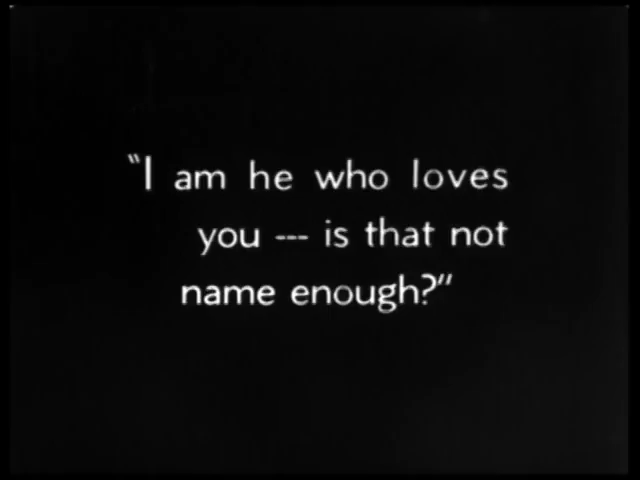 "I am he who loves
you --- is that not
name enough?"